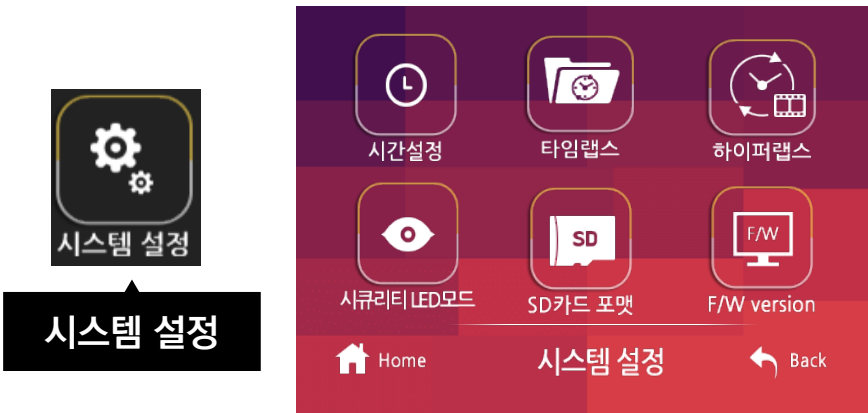 시스템 설정
시스템 설정
시간설정 타임랩스 하이퍼랩스
SD F/W
시큐리티 LED모드 SD카드 포맷 F/W version
Home 시스템 설정 Back